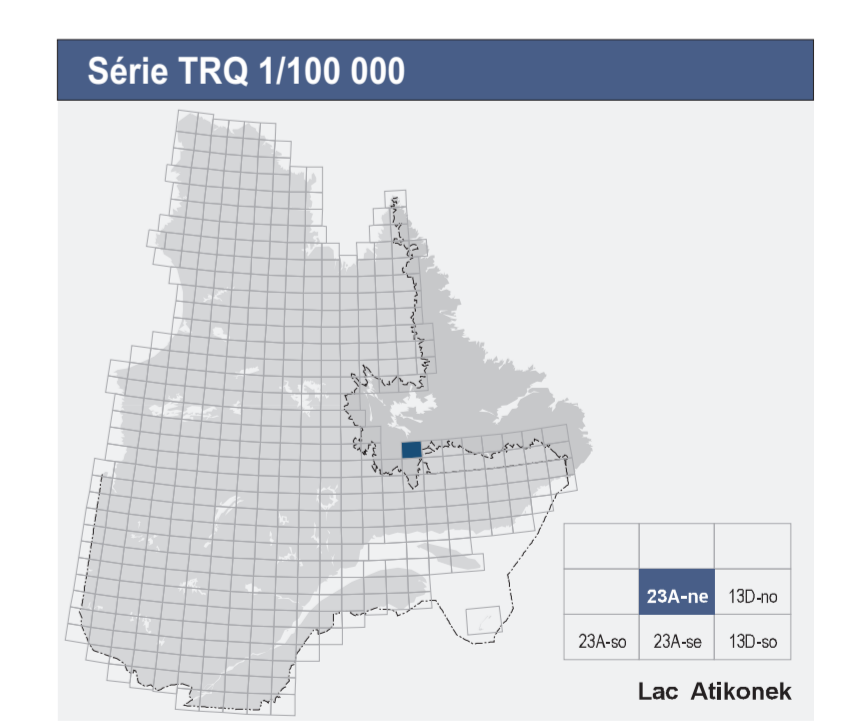 Série TRQ 1/100 000
23A-ne 13D-no
23A-so 23A-se 13D-so
Lac Atikonek